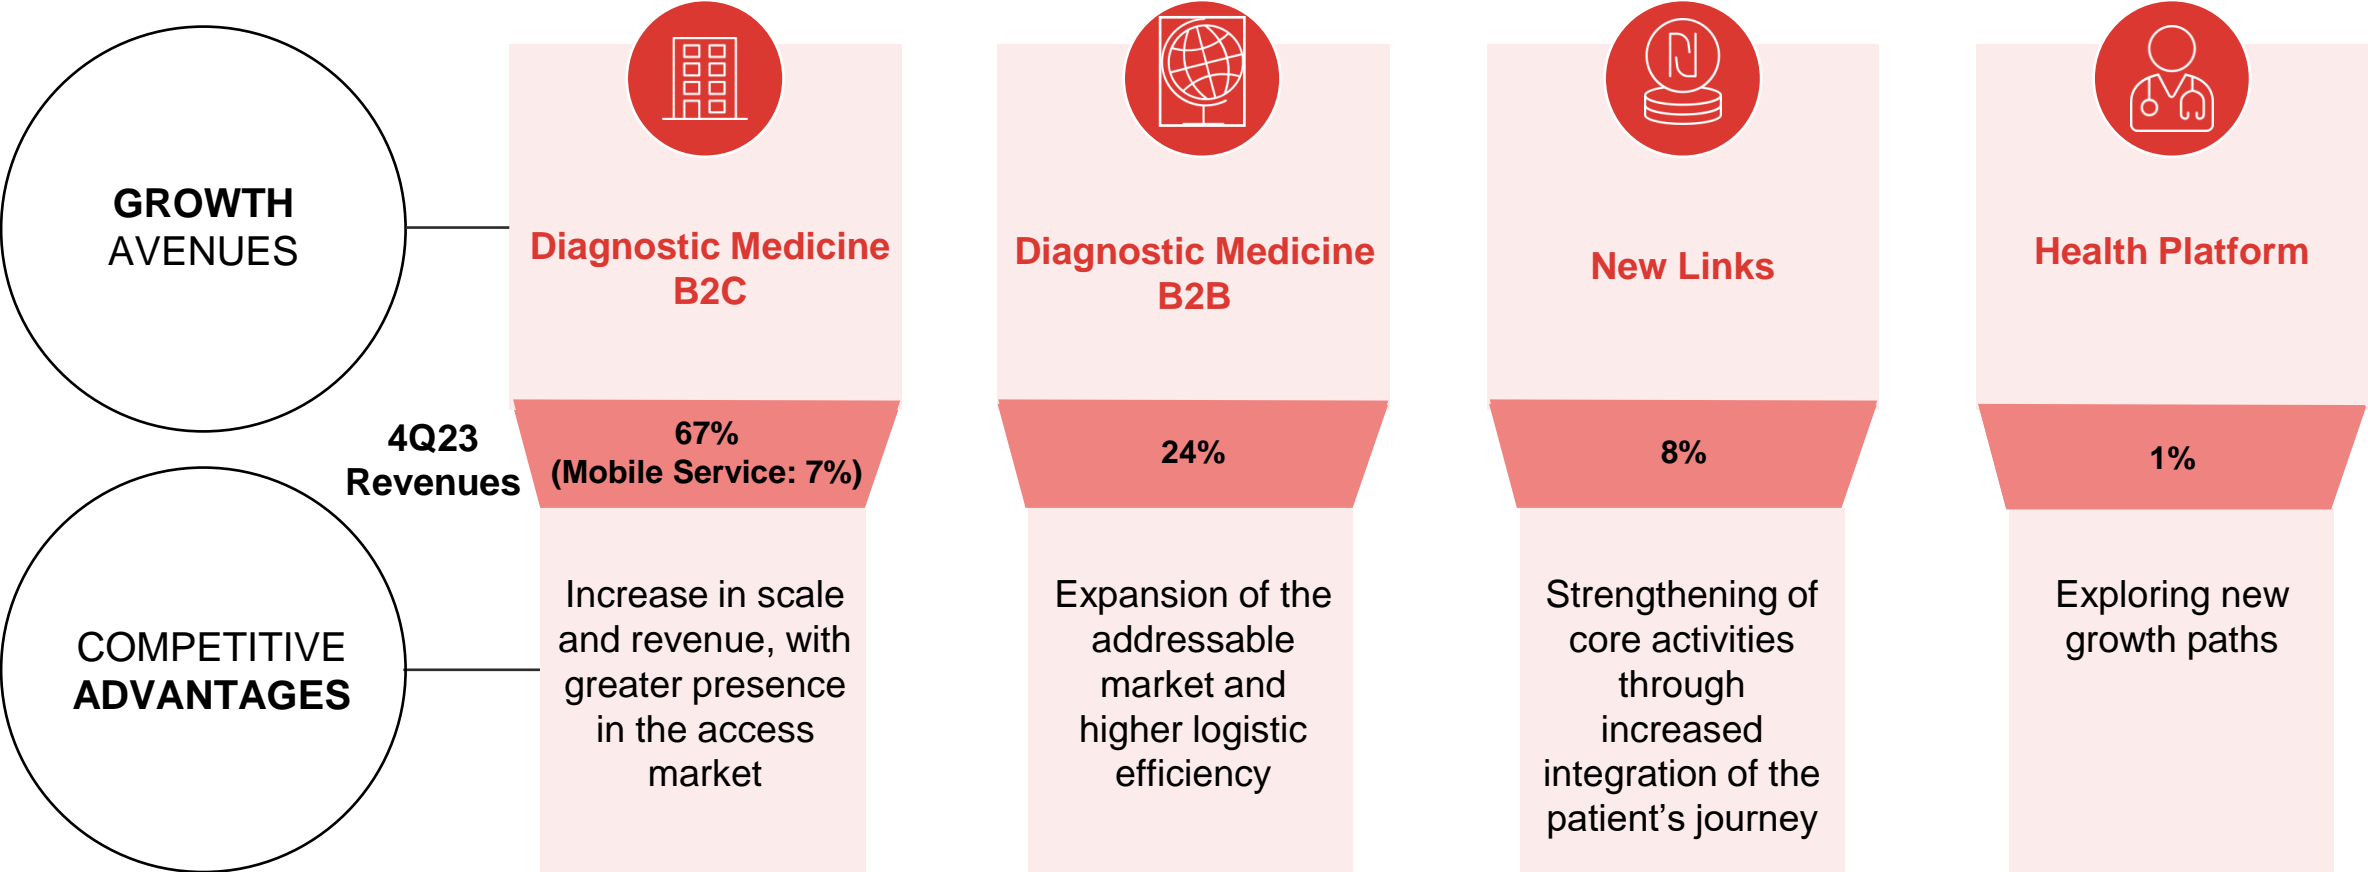 GROWTH
AVENUES
Diagnostic Medicine
B2C
Diagnostic Medicine
B2B
New Links
Health Platform
4Q23
Revenues
67%
(Mobile Service: 7%)
24%
8%
1%
COMPETITIVE
ADVANTAGES
Increase in scale
and revenue, with
greater presence
in the access
market
Expansion of the
addressable
market and
higher logistic
efficiency
Strengthening of
core activities
through
increased
integration of the
patient’s journey
Exploring new
growth paths